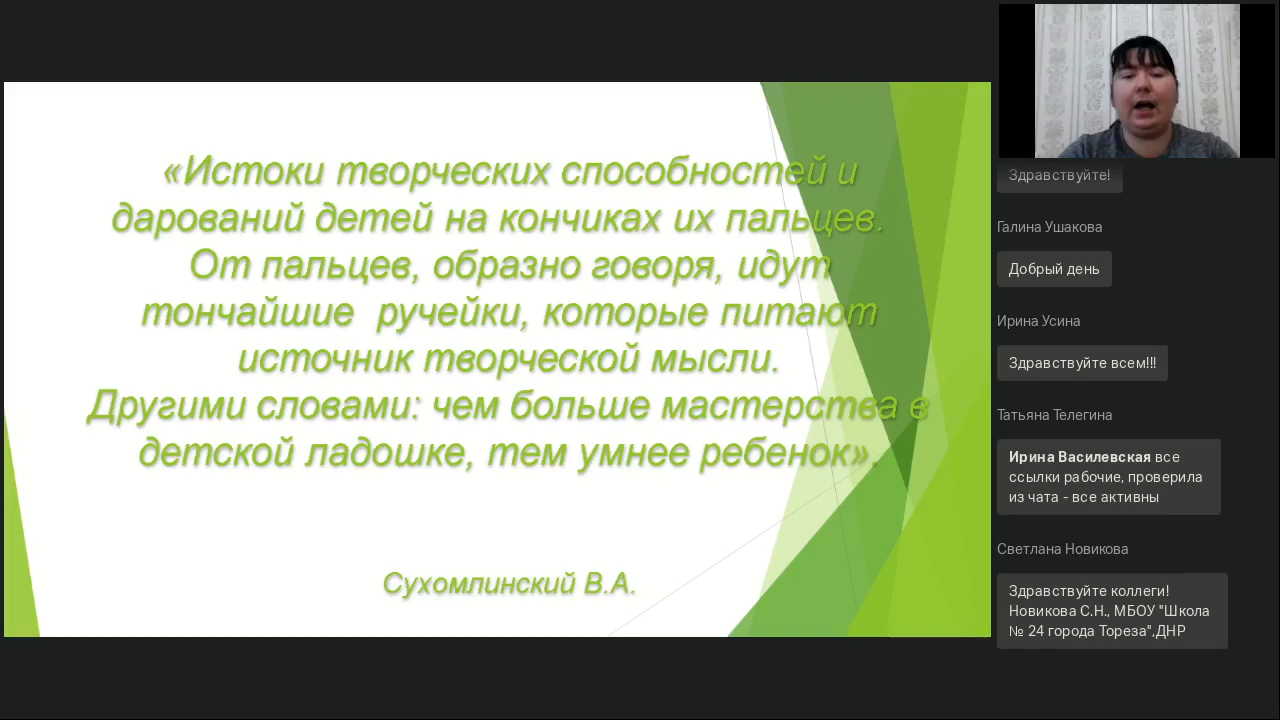 «Истоки творческих способностей и
дарований детей на кончиках их пальцев.
От пальцев, образно говоря, идут
тончайшие  ручейки, которые питают
источник творческой мысли.
Другими словами: чем больше мастерства в
детской ладошке, тем умнее ребенок».
Сухомлинский В.А.
Здравствуйте!
Галина Ушакова
Добрый день
Ирина Усина
Здравствуйте всем!!!
Татьяна Телегина
Ирина Василевская все
ссылки рабочие, проверила
из чата - все активны
Светлана Новикова
Здравствуйте коллеги!
Новикова С.Н., МБОУ "Школа
№ 24 города Тореза",ДНР